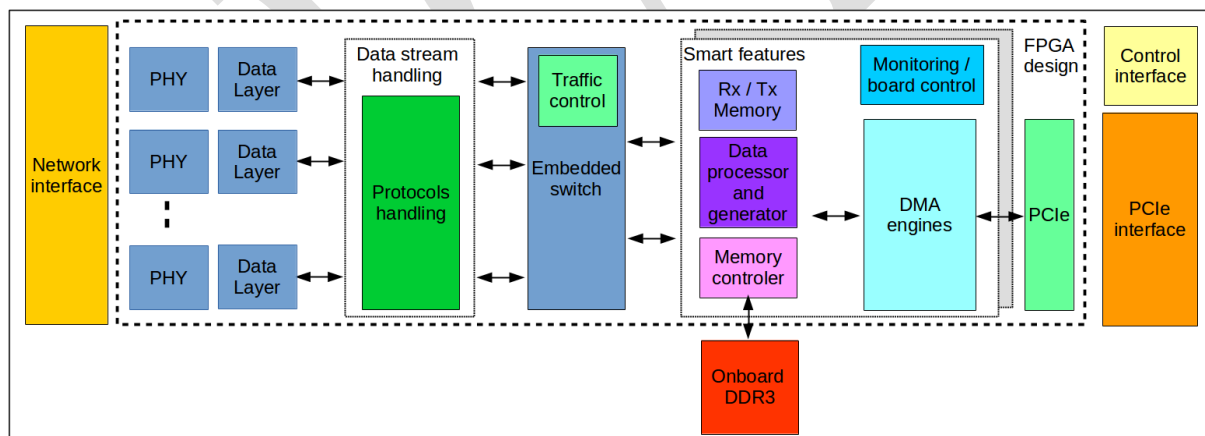 Network
interface
PHY
Data
Layer
PHY
Data
Layer
PHY
Data
Layer
Data stream
handling
Protocols
handling
Traffic
control
Embedded
switch
Smart features
Rx / Tx
Memory
Data
processor
and
generator
Memory
controler
Monitoring /
board control
DMA
engines
FPGA
design
PCIe
Control
interface
PCIe
interface
Onboard
DDR3